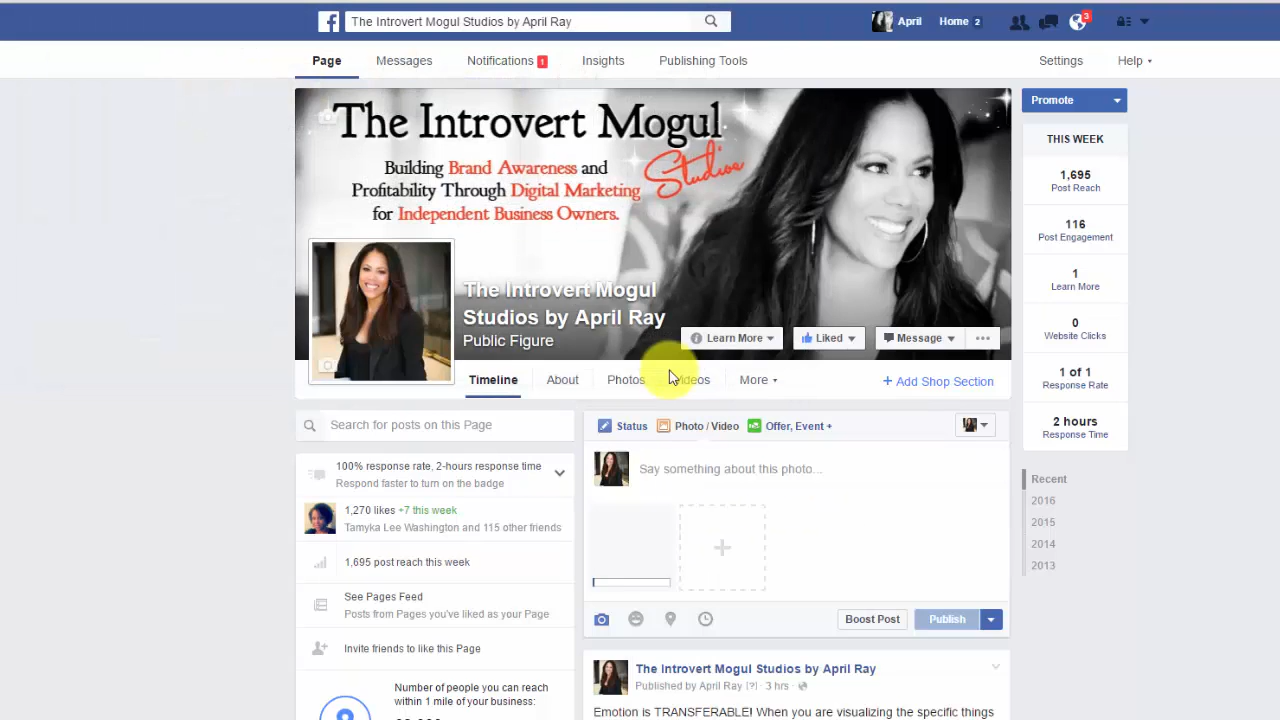 The Introvert Mogul Studios by April Ray
April
Home 2
3
Page
Messages
Notifications 1
Insights
Publishing Tools
Settings
Help
The Introvert Mogul
Studios
Building Brand Awareness and
Profitability Through Digital Marketing
for Independent Business Owners.
The Introvert Mogul
Studios by April Ray
Public Figure
Learn More
Liked
Message
Timeline
About
Photos
Videos
More
+ Add Shop Section
Promote
THIS WEEK
1,695
Post Reach
116
Post Engagement
1
Learn More
0
Website Clicks
1 of 1
Response Rate
2 hours
Response Time
Recent
2016
2015
2014
2013
Search for posts on this Page
100% response rate, 2-hours response time
Respond faster to turn on the badge
1,270 likes +7 this week
Tamyka Lee Washington and 115 other friends
1,695 post reach this week
See Pages Feed
Posts from Pages you've liked as your Page
Invite friends to like this Page
Number of people you can reach
within 1 mile of your business:
Status
Photo / Video
Offer, Event +
Say something about this photo...
Boost Post
Publish
The Introvert Mogul Studios by April Ray
Published by April Ray [?] · 3 hrs ·
Emotion is TRANSFERABLE! When you are visualizing the specific things